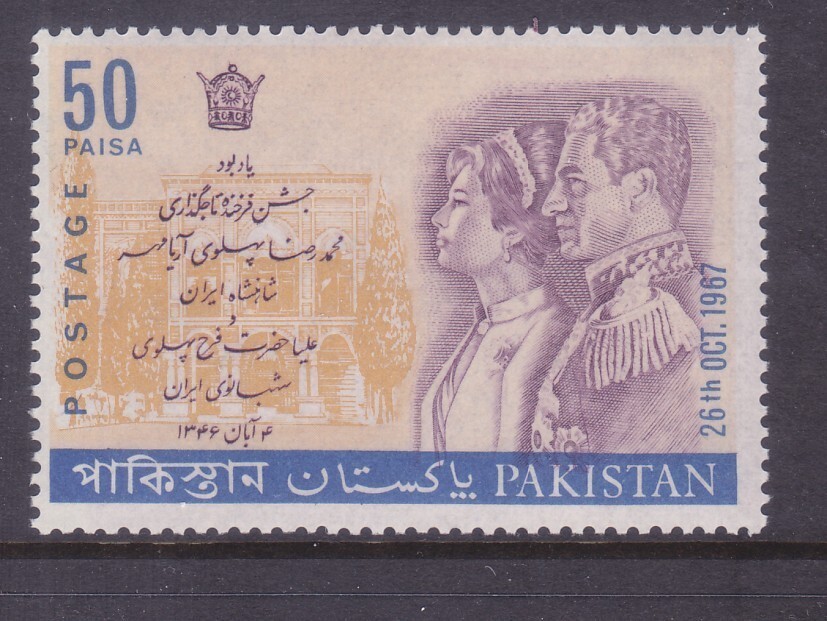 50
PAISA
POSTAGE
یادبود
جشن فرخنده تاجگذاری
محمدرضا پهلوی آریامهر
شاهنشاه ایران
و
علیاحضرت فرح پهلوی
شهبانوی ایران
۴ آبان ۱۳۴۶
26th OCT. 1967
পাকিস্তান پاکستان PAKISTAN